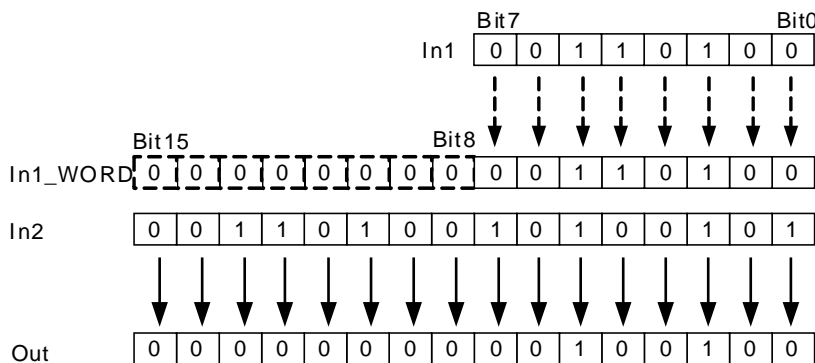 Bit7 Bit0
In1 0 0 1 1 0 1 0 0
Bit15 Bit8
In1_WORD 0 0 0 0 0 0 0 0 0 0 1 1 0 1 0 0
In2 0 0 1 1 0 1 0 0 1 0 1 0 0 1 0 1
Out 0 0 0 0 0 0 0 0 0 0 1 0 0 1 0 0